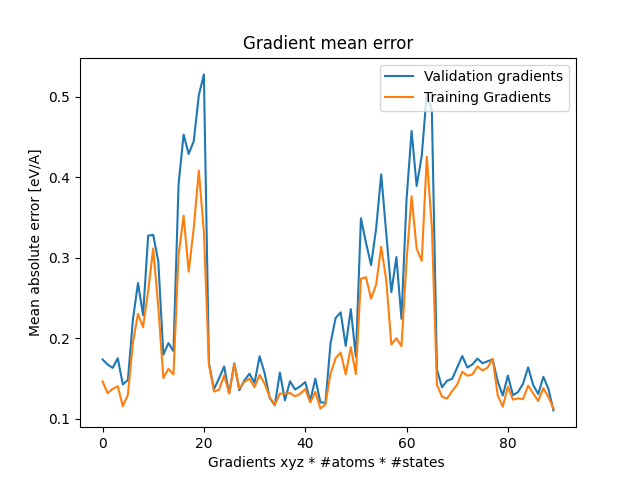 Gradient mean error
Validation gradients
Training Gradients
Mean absolute error [eV/A]
0.5
0.4
0.3
0.2
0.1
0 20 40 60 80
Gradients xyz * #atoms * #states